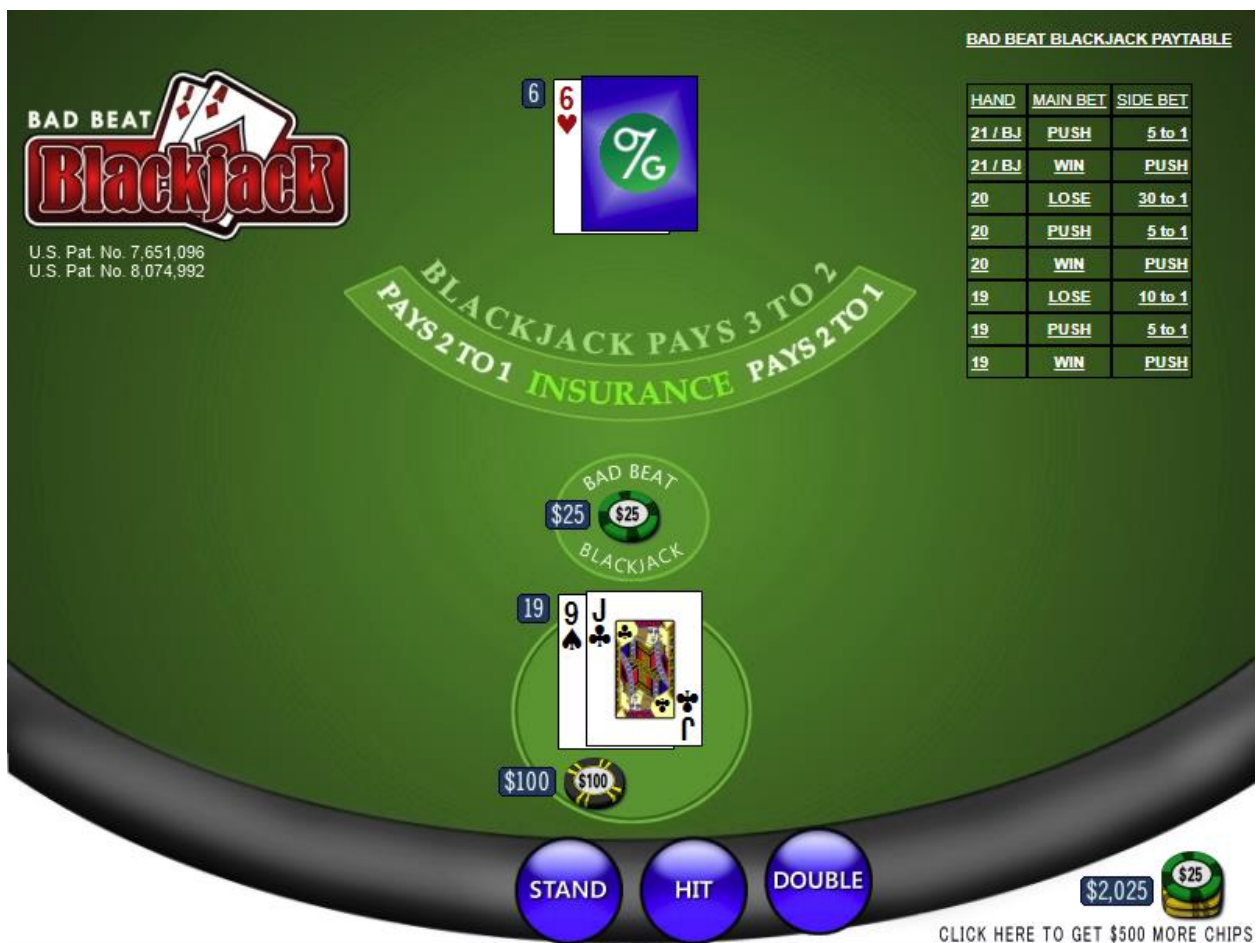 BAD BEAT BLACKJACK PAYTABLE
HAND MAIN BET SIDE BET
21 / BJ PUSH 5 to 1
21 / BJ WIN PUSH
20 LOSE 30 to 1
20 PUSH 5 to 1
20 WIN PUSH
19 LOSE 10 to 1
19 PUSH 5 to 1
19 WIN PUSH
J A
BAD BEAT
Blackjack
U.S. Pat. No. 7,651,096
U.S. Pat. No. 8,074,992
6 6
%G
BLACKJACK PAYS 3 TO 2
PAYS 2 TO 1 INSURANCE PAYS 2 TO 1
BAD BEAT
$25 $25
BLACKJACK
19 9 J
J
$100 $100
STAND HIT DOUBLE
$2,025 $25
CLICK HERE TO GET $500 MORE CHIPS